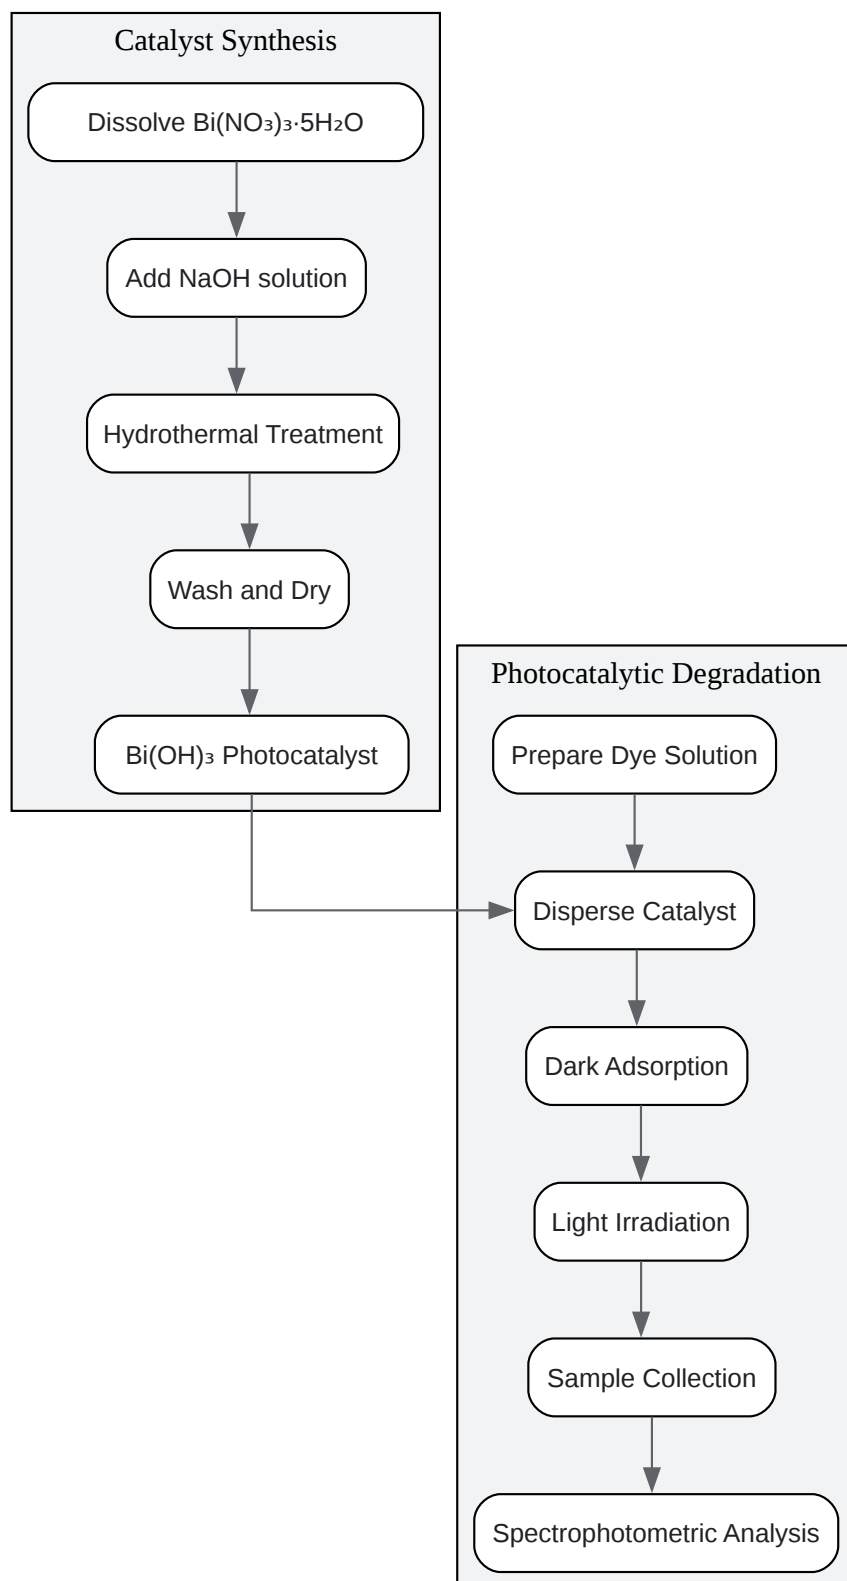 Catalyst Synthesis
Dissolve Bi(NO₃)₃·5H₂O
Add NaOH solution
Hydrothermal Treatment
Wash and Dry
Bi(OH)₃ Photocatalyst
Photocatalytic Degradation
Prepare Dye Solution
Disperse Catalyst
Dark Adsorption
Light Irradiation
Sample Collection
Spectrophotometric Analysis